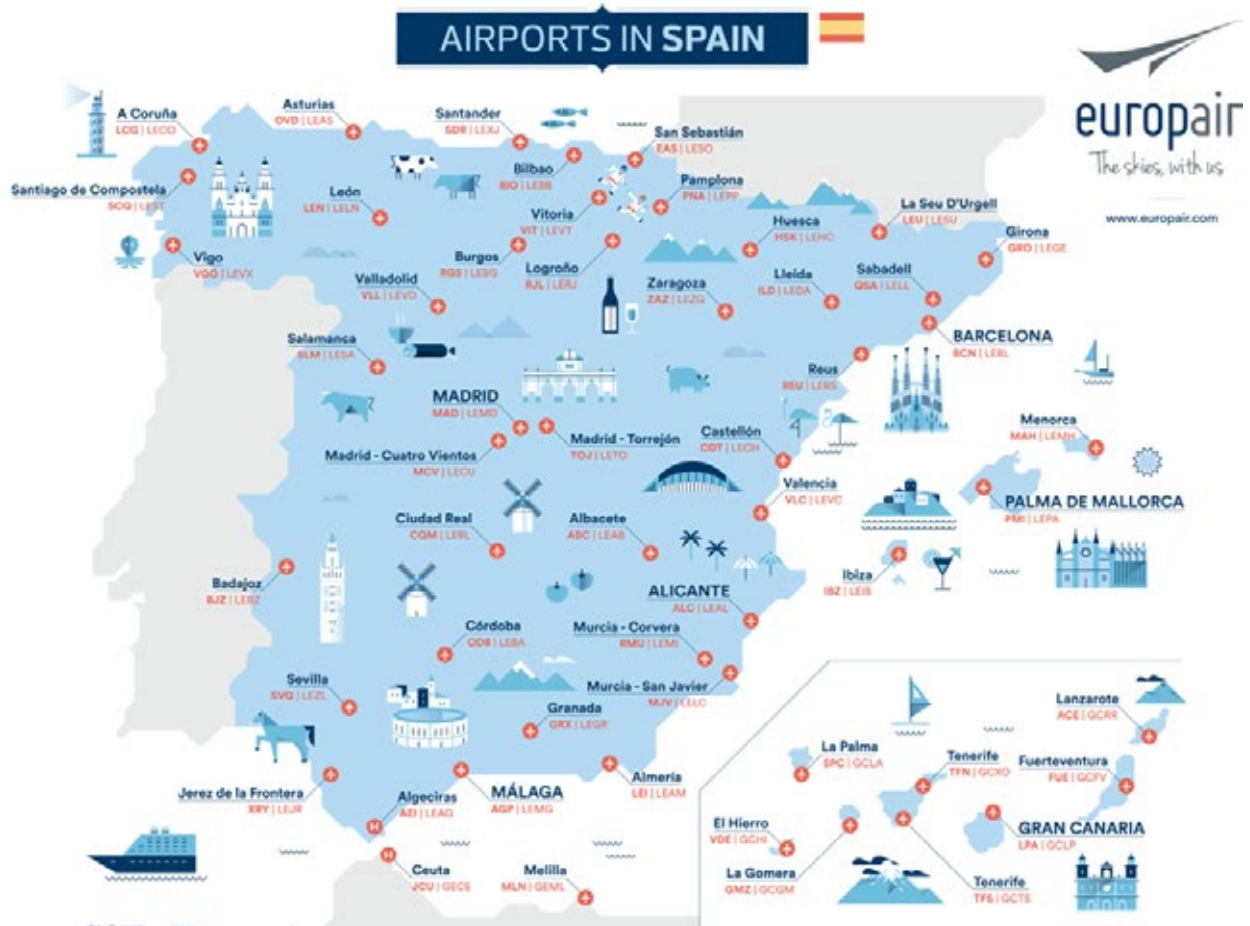 AIRPORTS IN SPAIN
europair
The skies, with us
www.europair.com
A Coruña
LCG | LECO
Asturias
OVD | LEAS
Santander
SDR | LEXJ
San Sebastián
EAS | LESO
Bilbao
BIO | LEBB
Santiago de Compostela
SCQ | LEST
León
LEN | LELN
Pamplona
PNA | LEPP
Vitoria
VIT | LEVT
La Seu D'Urgell
LEU | LESU
Huesca
HSK | LEHC
Girona
GRO | LEGE
Vigo
VGO | LEVX
Burgos
RGS | LEBG
Logroño
RJL | LERJ
Valladolid
VLL | LEVD
Zaragoza
ZAZ | LEZG
Lleida
ILD | LEDA
Sabadell
QSA | LELL
BARCELONA
BCN | LEBL
Salamanca
SLM | LESA
Reus
REU | LERS
MADRID
MAD | LEMD
Madrid - Torrejón
TOJ | LETO
Madrid - Cuatro Vientos
MCV | LECU
Castellón
CDT | LECH
Menorca
MAH | LEMH
Valencia
VLC | LEVC
PALMA DE MALLORCA
PMI | LEPA
Ciudad Real
CQM | LERL
Albacete
ABC | LEAB
Ibiza
IBZ | LEIB
Badajoz
BJZ | LEBZ
ALICANTE
ALC | LEAL
Córdoba
ODB | LEBA
Murcia - Corvera
RMU | LEMI
Murcia - San Javier
MJV | LELC
Sevilla
SVQ | LEZL
Granada
GRX | LEGR
Almería
LEI | LEAM
Jerez de la Frontera
XRY | LEJR
Algeciras
AEI | LEAG
MÁLAGA
AGP | LEMG
Ceuta
JCU | GECE
Melilla
MLN | GEML
Lanzarote
ACE | GCRR
La Palma
SPC | GCLA
Tenerife
TFN | GCXO
Fuerteventura
FUE | GCFV
El Hierro
VDE | GCHI
GRAN CANARIA
LPA | GCLP
La Gomera
GMZ | GCGM
Tenerife
TFS | GCTS